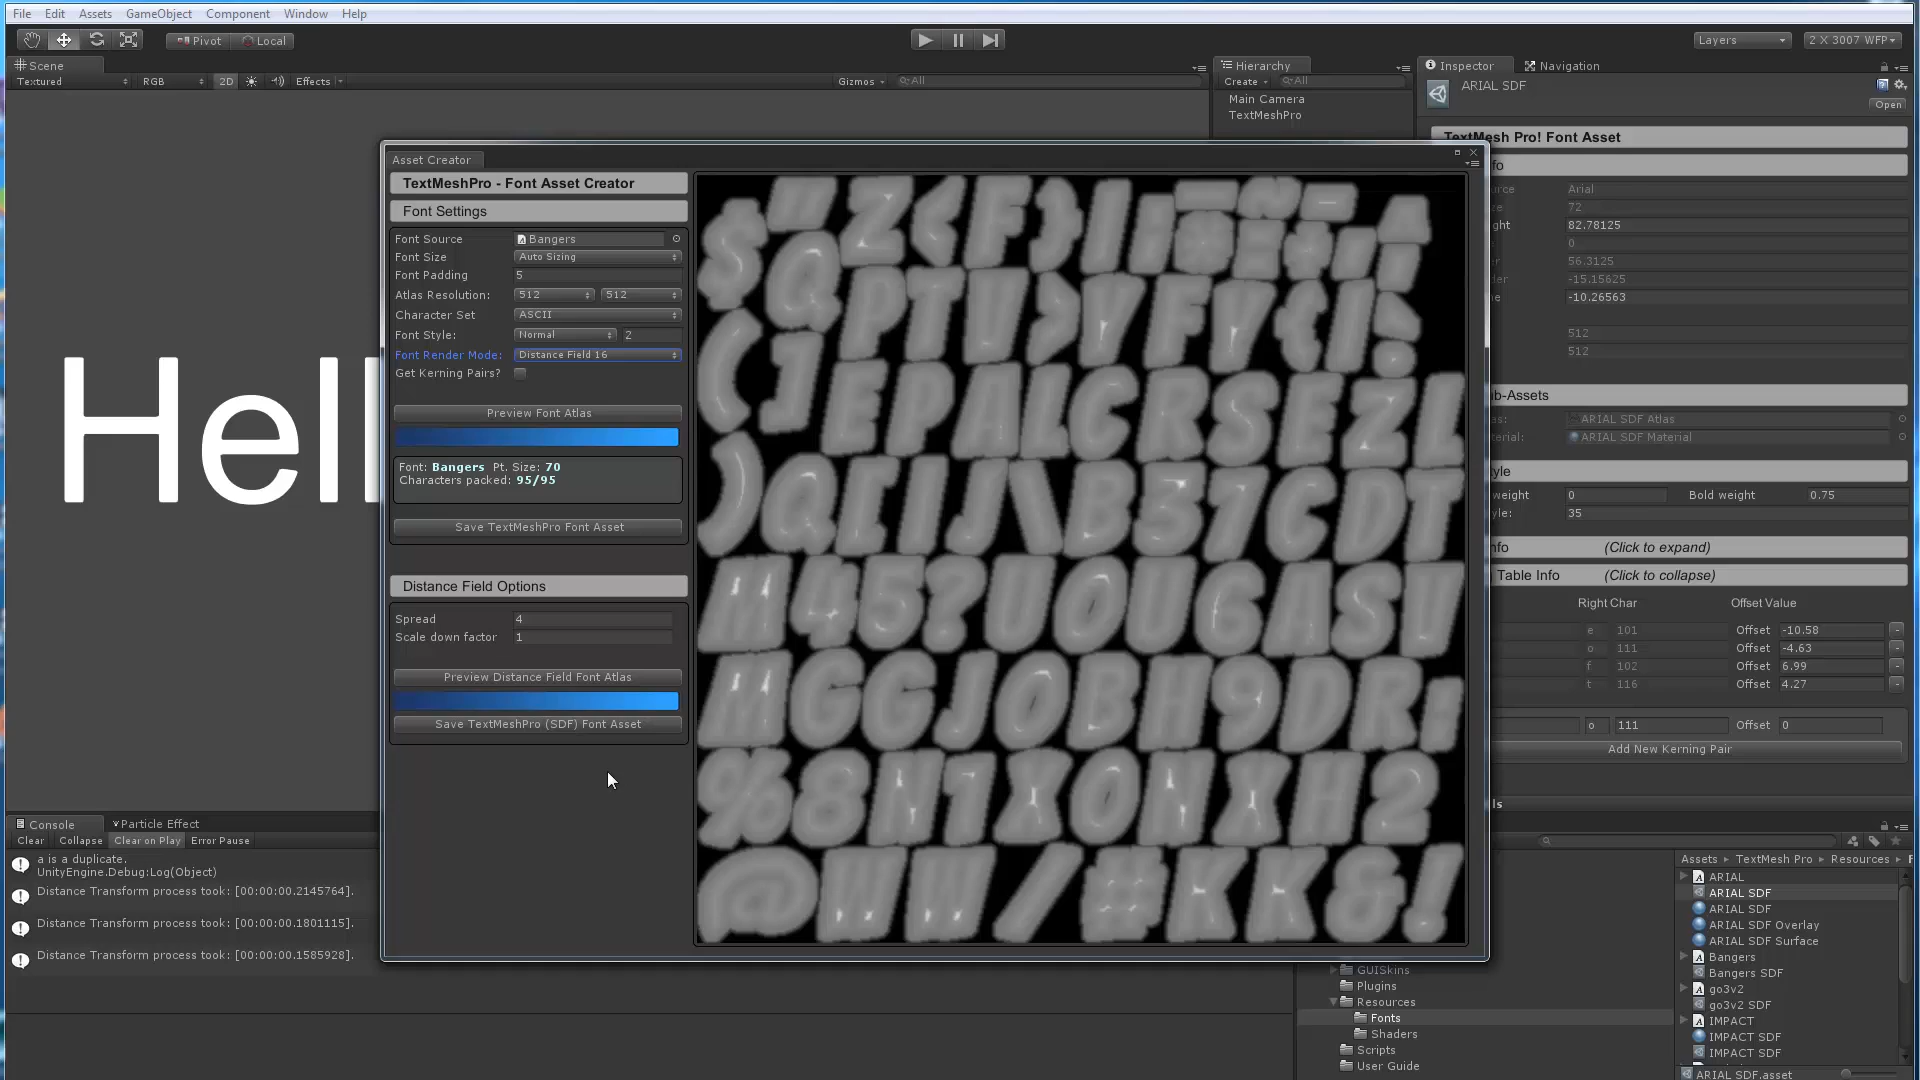 File Edit Assets GameObject Component Window Help
Pivot Local
Layers 2 X 3007 WFP
Scene
Textured RGB 2D Effects Gizmos All
Hierarchy
Create All
Main Camera
TextMeshPro
Inspector Navigation
ARIAL SDF
Open
TextMesh Pro! Font Asset
Arial
72
82.78125
0
56.3125
-15.15625
-10.26563
512
512
ARIAL SDF Atlas
ARIAL SDF Material
weight 0 Bold weight 0.75
35
(Click to expand)
Table Info (Click to collapse)
Right Char Offset Value
e 101 Offset -10.58 -
o 111 Offset -4.63 -
f 102 Offset 6.99 -
t 116 Offset 4.27 -
o 111 Offset 0
Add New Kerning Pair
Asset Creator
TextMeshPro - Font Asset Creator
Font Settings
Font Source Bangers
Font Size Auto Sizing
Font Padding 5
Atlas Resolution: 512 512
Character Set ASCII
Font Style: Normal 2
Font Render Mode: Distance Field 16
Get Kerning Pairs?
Preview Font Atlas
Font: Bangers Pt. Size: 70
Characters packed: 95/95
Save TextMeshPro Font Asset
Distance Field Options
Spread 4
Scale down factor 1
Preview Distance Field Font Atlas
Save TextMeshPro (SDF) Font Asset
Hell
Console Particle Effect
Clear Collapse Clear on Play Error Pause
a is a duplicate.
UnityEngine.Debug:Log(Object)
Distance Transform process took: [00:00:00.2145764].
Distance Transform process took: [00:00:00.1801115].
Distance Transform process took: [00:00:00.1585928].
GUISkins
Plugins
Resources
Fonts
Shaders
Scripts
User Guide
Assets TextMesh Pro Resources
ARIAL
ARIAL SDF
ARIAL SDF
ARIAL SDF Overlay
ARIAL SDF Surface
Bangers
Bangers SDF
go3v2
go3v2 SDF
IMPACT
IMPACT SDF
IMPACT SDF
ARIAL SDF.asset